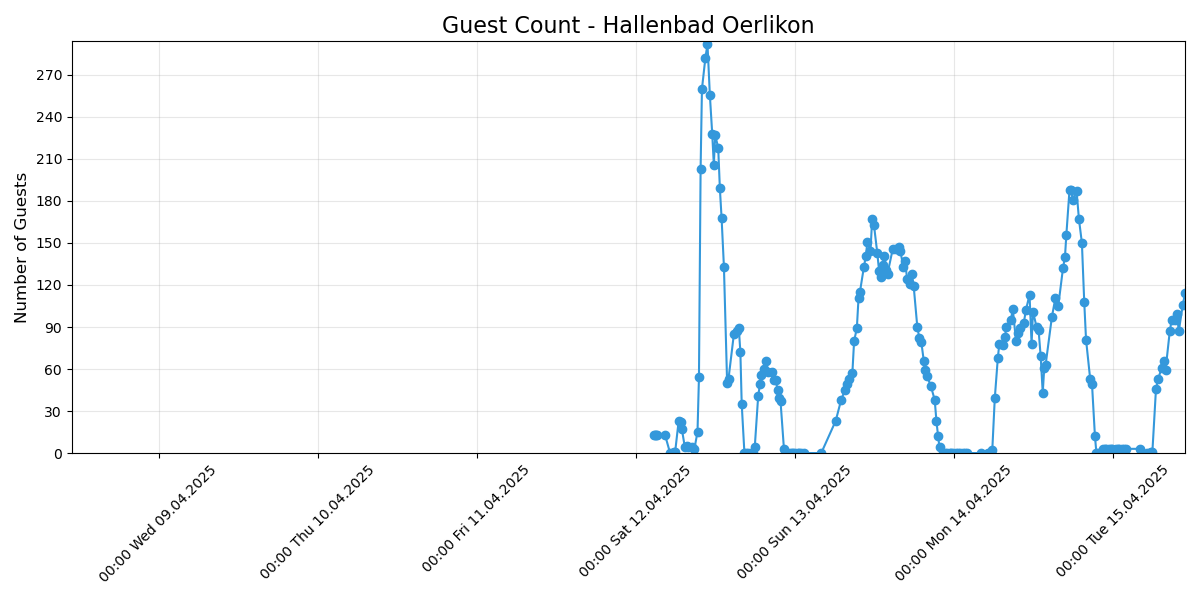 Guest Count - Hallenbad Oerlikon
Number of Guests
270
240
210
180
150
120
90
60
30
0
00:00 Wed 09.04.2025
00:00 Thu 10.04.2025
00:00 Fri 11.04.2025
00:00 Sat 12.04.2025
00:00 Sun 13.04.2025
00:00 Mon 14.04.2025
00:00 Tue 15.04.2025